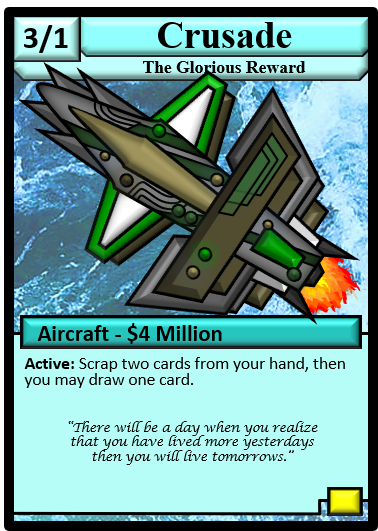 3/1
Crusade
The Glorious Reward
Aircraft - $4 Million
Active: Scrap two cards from your hand, then
you may draw one card.
"There will be a day when you realize
that you have lived more yesterdays
then you will live tomorrows."